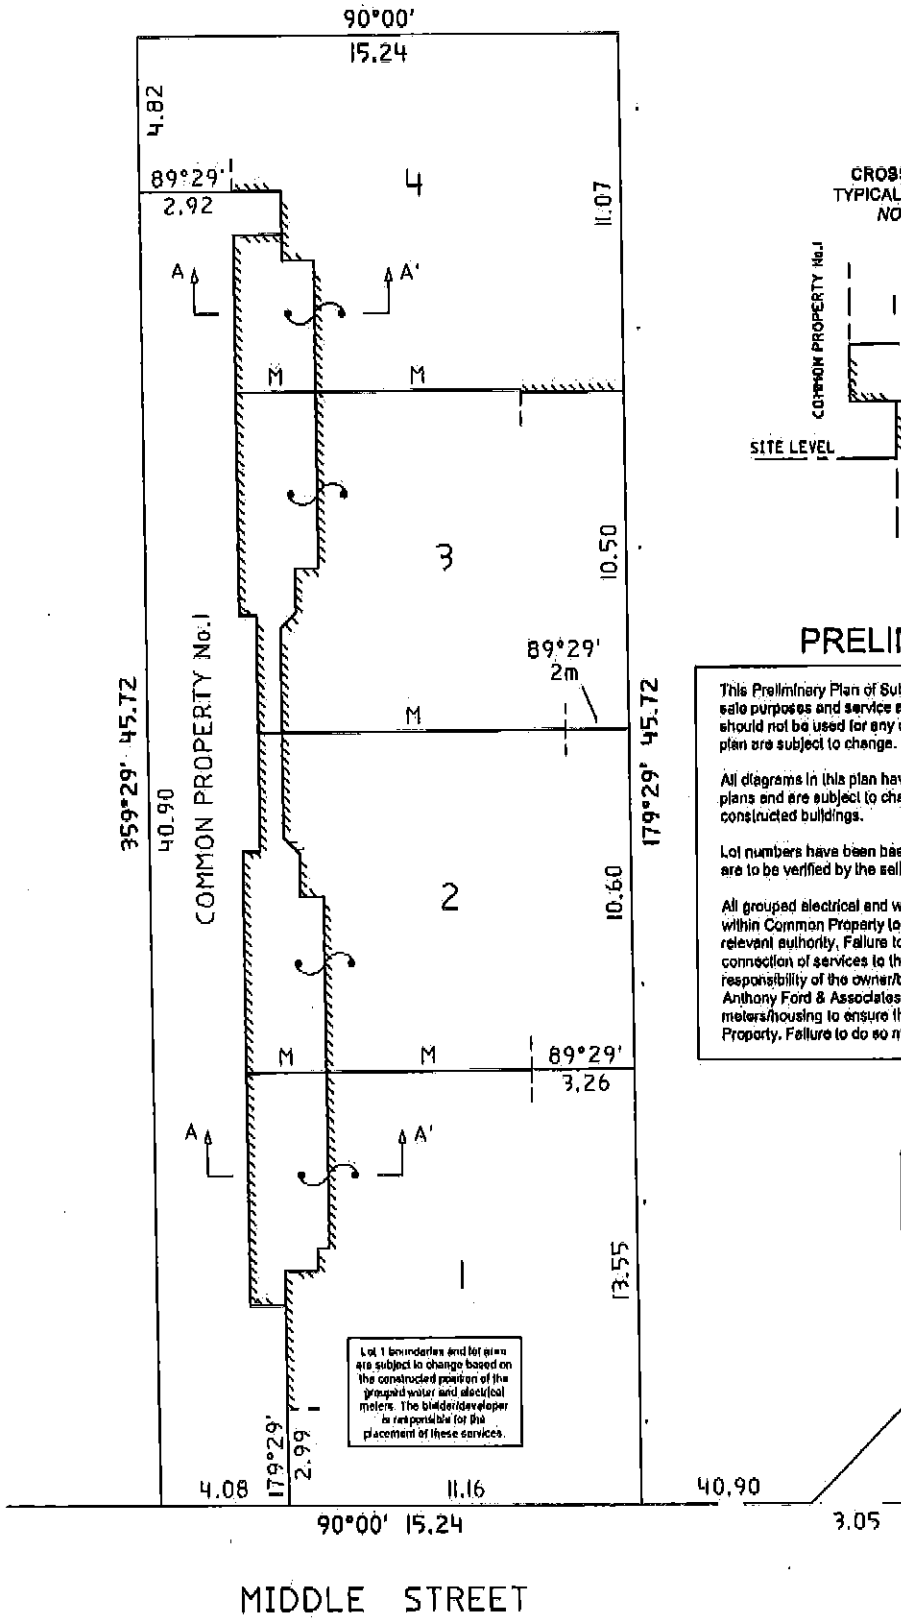 90°00'
15.24
4.82
89°29'
2.92
4
11.07
CROSS
TYPICAL
NO
COMMON PROPERTY No.1
SITE LEVEL
A
A'
M
M
3
10.50
89°29'
2m
M
359°29' 45.72
40.90
COMMON PROPERTY No.1
179°29' 45.72
2
10.60
M
M
89°29'
3.26
A
A'
1
13.55
PRELI
This Preliminary Plan of Su
sale purposes and service
should not be used for any
plan are subject to change.
All diagrams in this plan hav
plans and are subject to cha
constructed buildings.
Lot numbers have been ba
are to be verified by the sell
All grouped electrical and w
within Common Property to
relevant authority. Failure to
connection of services to th
responsibility of the owner/b
Anthony Ford & Associates
meters/housing to ensure th
Property. Failure to do so m
Lot 1 boundaries and lot area
are subject to change based on
the constructed position of the
grouped water and electrical
meters. The builder/developer
is responsible for the
placement of these services.
179°29'
2.99
4.08
11.16
40.90
90°00' 15.24
3.05
MIDDLE STREET